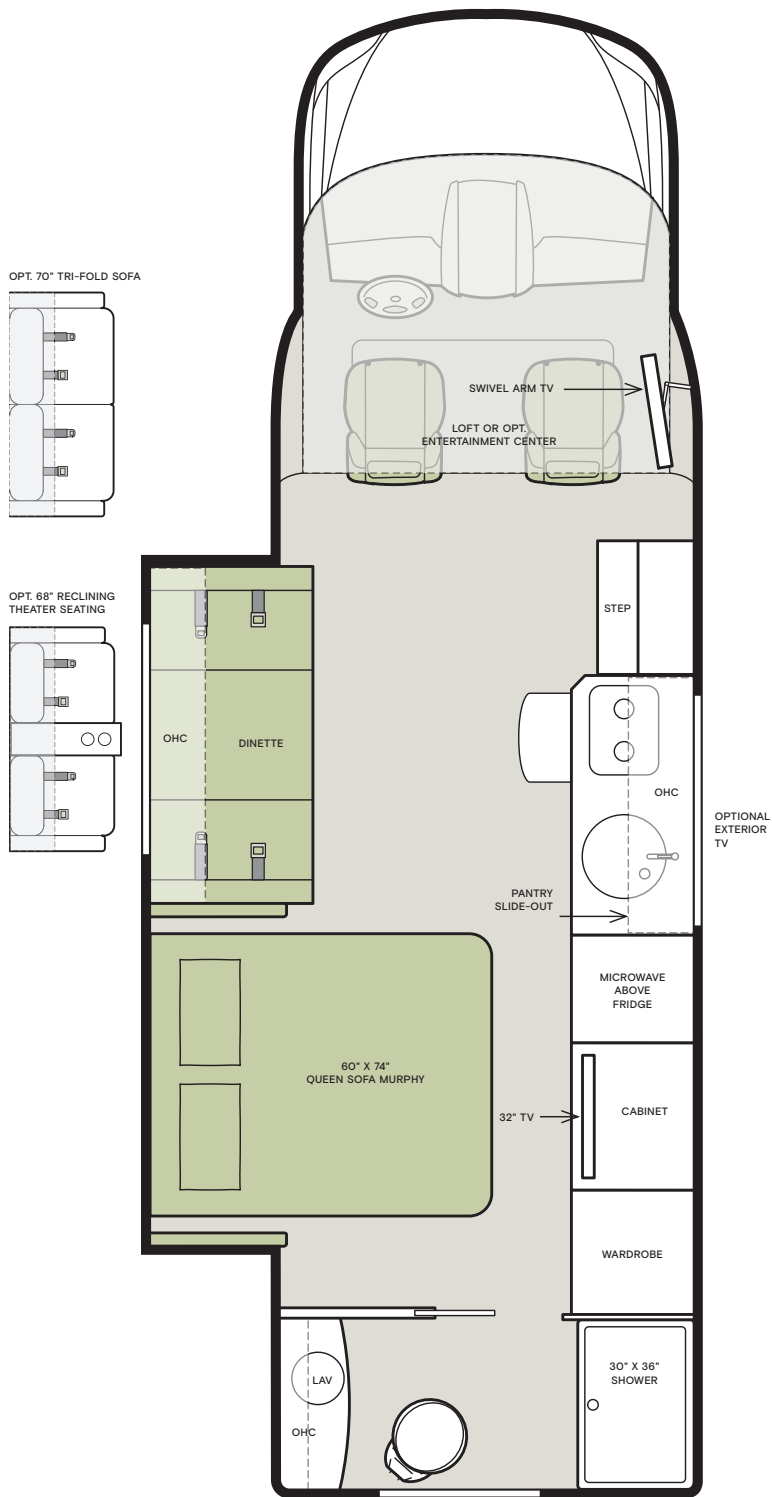 OPT. 70" TRI-FOLD SOFA
SWIVEL ARM TV
LOFT OR OPT.
ENTERTAINMENT CENTER
OPT. 68" RECLINING
THEATER SEATING
STEP
OHC
DINETTE
OHC
OPTIONAL
EXTERIOR
TV
PANTRY
SLIDE-OUT
MICROWAVE
ABOVE
FRIDGE
60" X 74"
QUEEN SOFA MURPHY
32" TV
CABINET
WARDROBE
30" X 36"
SHOWER
LAV
OHC